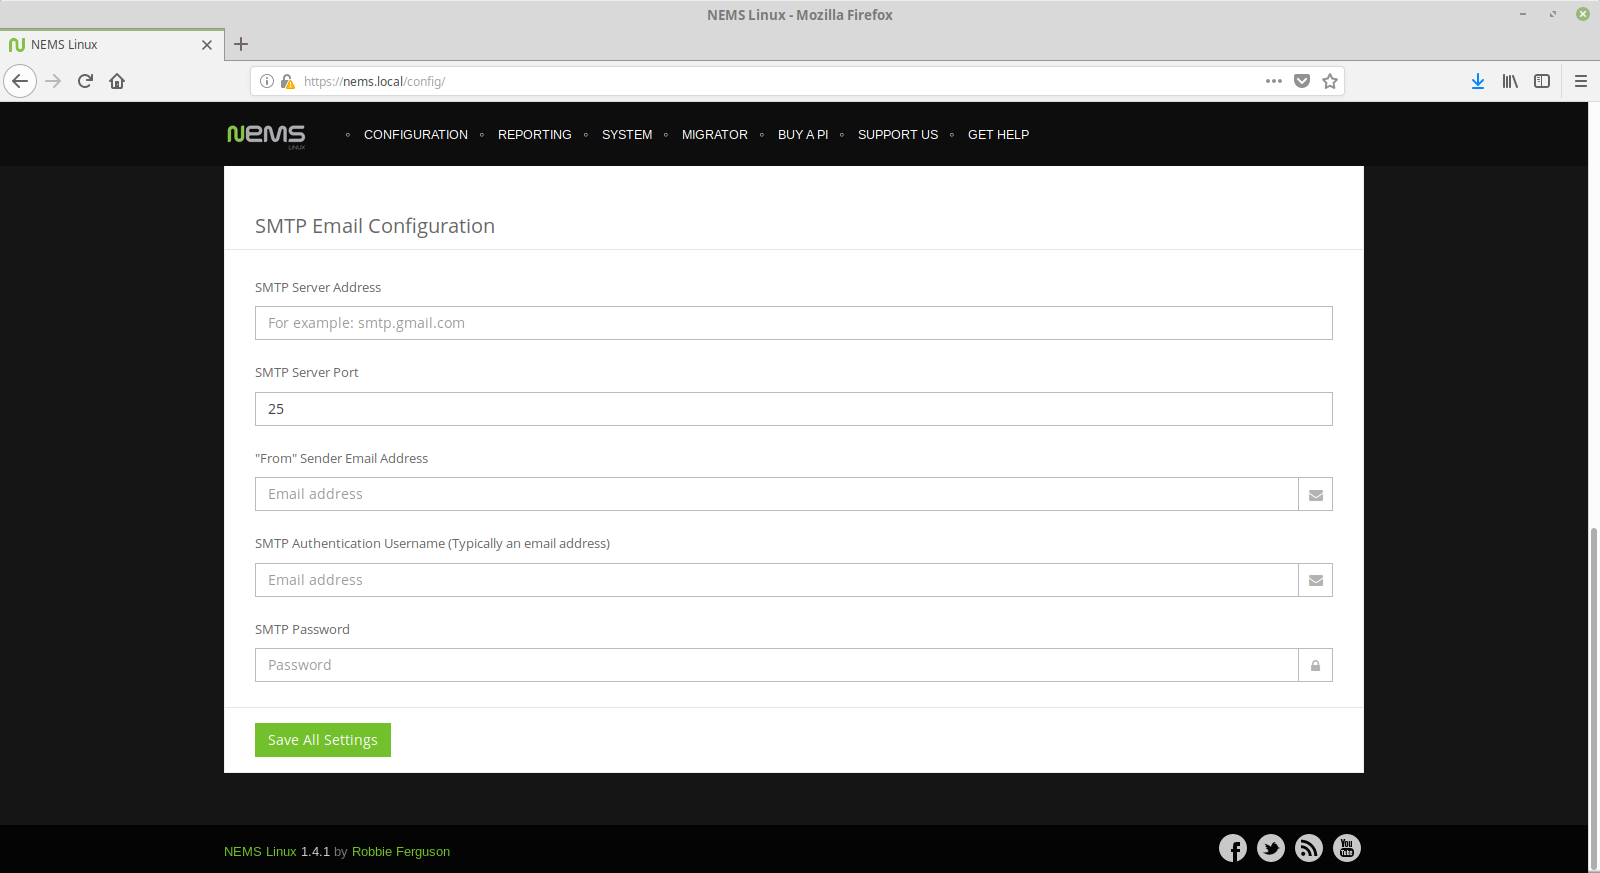 NEMS Linux - Mozilla Firefox
NEMS Linux
https://nems.local/config/
NEMS
LINUX
CONFIGURATION
REPORTING
SYSTEM
MIGRATOR
BUY A PI
SUPPORT US
GET HELP
SMTP Email Configuration
SMTP Server Address
For example: smtp.gmail.com
SMTP Server Port
25
"From" Sender Email Address
Email address
SMTP Authentication Username (Typically an email address)
Email address
SMTP Password
Password
Save All Settings
NEMS Linux 1.4.1 by Robbie Ferguson
You
Tube